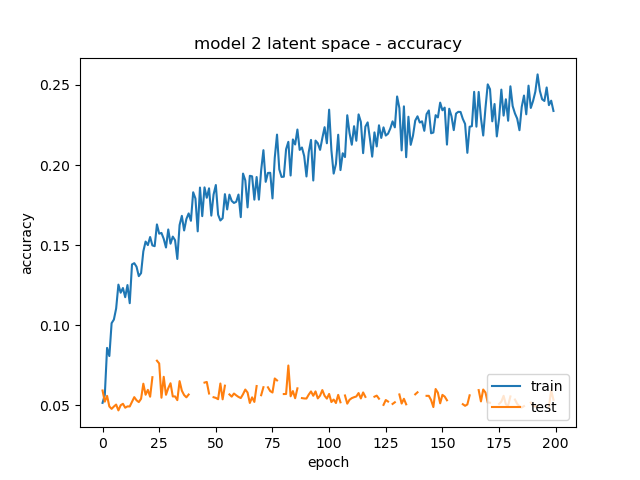 model 2 latent space - accuracy
0.25
0.20
0.15
0.10
0.05
accuracy
train
test
0 25 50 75 100 125 150 175 200
epoch